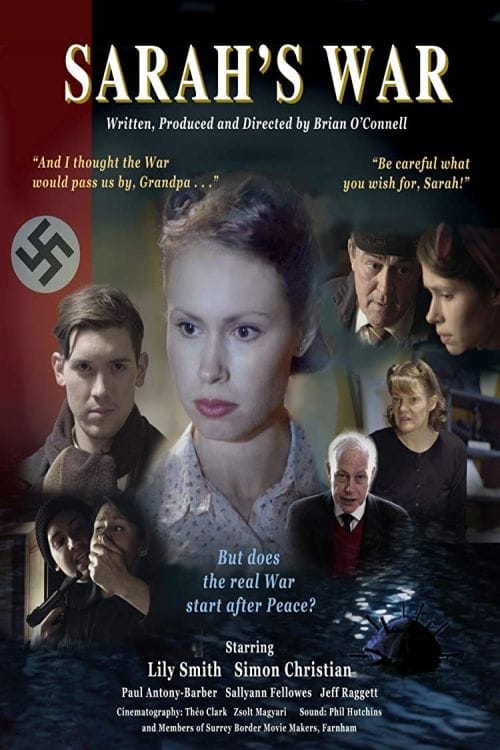 SARAH'S WAR
Written, Produced and Directed by Brian O'Connell
"And I thought the War
would pass us by, Grandpa . . ."
"Be careful what
you wish for, Sarah!"
But does
the real War
start after Peace?
Starring
Lily Smith Simon Christian
Paul Antony-Barber Sallyann Fellowes Jeff Raggett
Cinematography: Théo Clark Zsolt Magyari Sound: Phil Hutchins
and Members of Surrey Border Movie Makers, Farnham